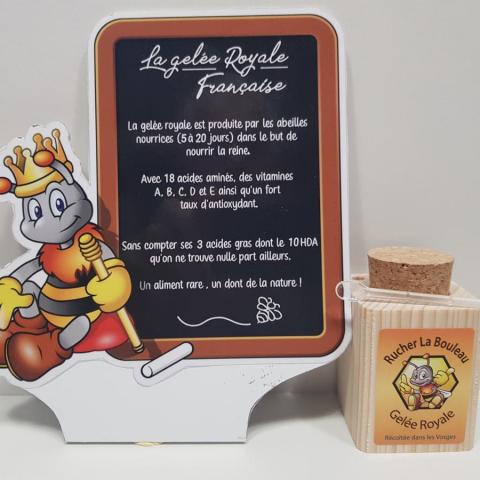 La gelée Royale
Française
La gelée royale est produite par les abeilles
nourrices (5 à 20 jours) dans le but de
nourrir la reine.
Avec 18 acides aminés, des vitamines
A, B, C, D et E ainsi qu'un fort
taux d'antioxydant.
Sans compter ses 3 acides gras dont le 10HDA
qu'on ne trouve nulle part ailleurs,
Un aliment rare , un dont de la nature !
Rucher La Bouleau
Gelée Royale
Récoltée dans les Vosges